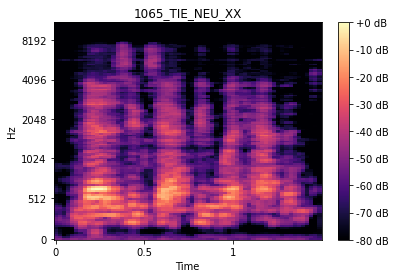 1065_TIE_NEU_XX
8192
4096
2048
1024
512
0
Hz
0
0.5
1
Time
+0 dB
-10 dB
-20 dB
-30 dB
-40 dB
-50 dB
-60 dB
-70 dB
-80 dB